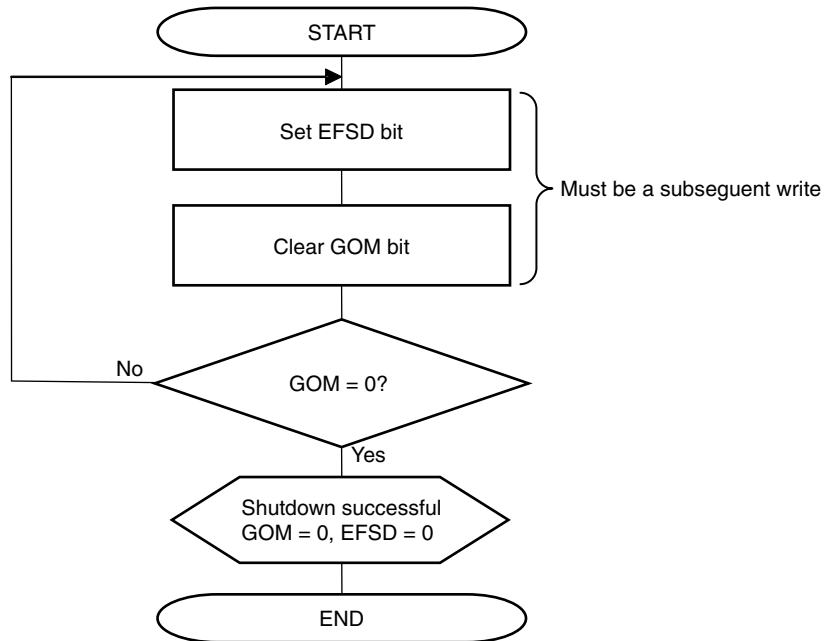 START
Set EFSD bit
Must be a subseguent write
Clear GOM bit
No
GOM = 0?
Yes
Shutdown successful
GOM = 0, EFSD = 0
END